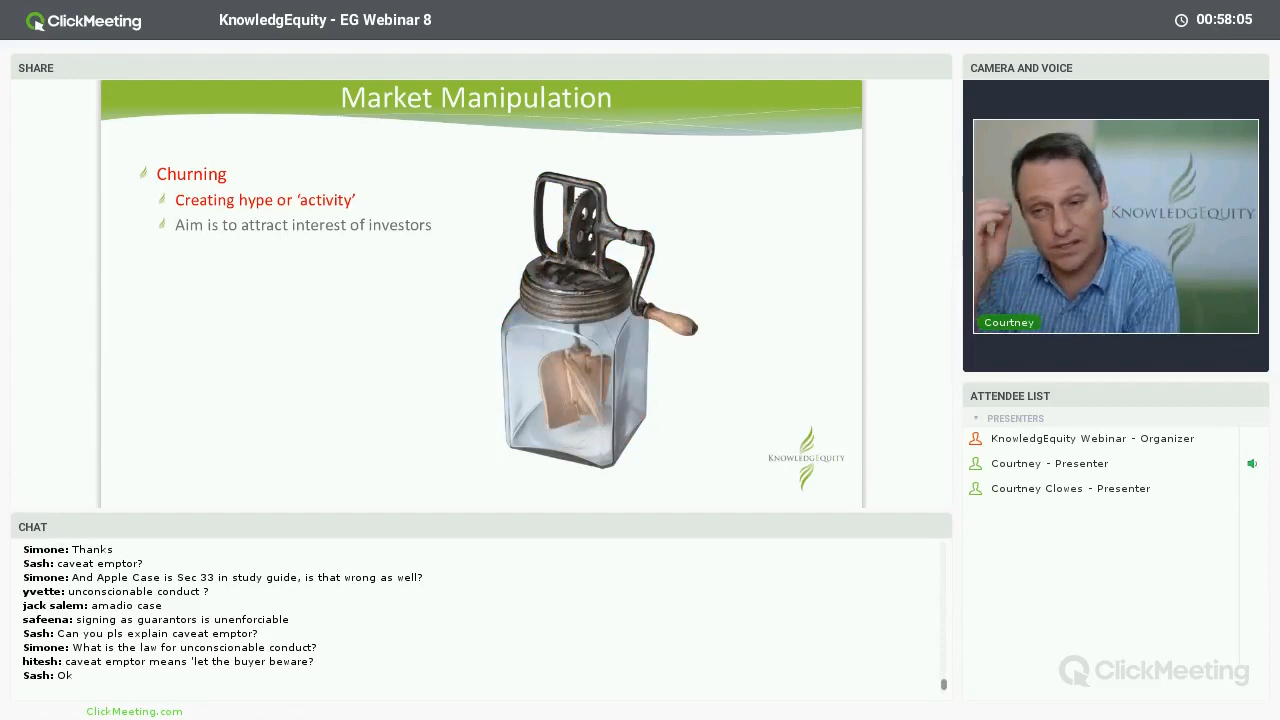 ClickMeeting
KnowledgEquity - EG Webinar 8
00:58:05
SHARE
Market Manipulation
Churning
Creating hype or ‘activity’
Aim is to attract interest of investors
KNOWLEDGEQUITY
CAMERA AND VOICE
KNOWLEDGEQUITY
Courtney
ATTENDEE LIST
PRESENTERS
KnowledgEquity Webinar - Organizer
Courtney - Presenter
Courtney Clowes - Presenter
CHAT
Simone: Thanks
Sash: caveat emptor?
Simone: And Apple Case is Sec 33 in study guide, is that wrong as well?
yvette: unconscionable conduct ?
jack salem: amadio case
safeena: signing as guarantors is unenforciable
Sash: Can you pls explain caveat emptor?
Simone: What is the law for unconscionable conduct?
hitesh: caveat emptor means 'let the buyer beware?
Sash: Ok
ClickMeeting
ClickMeeting.com